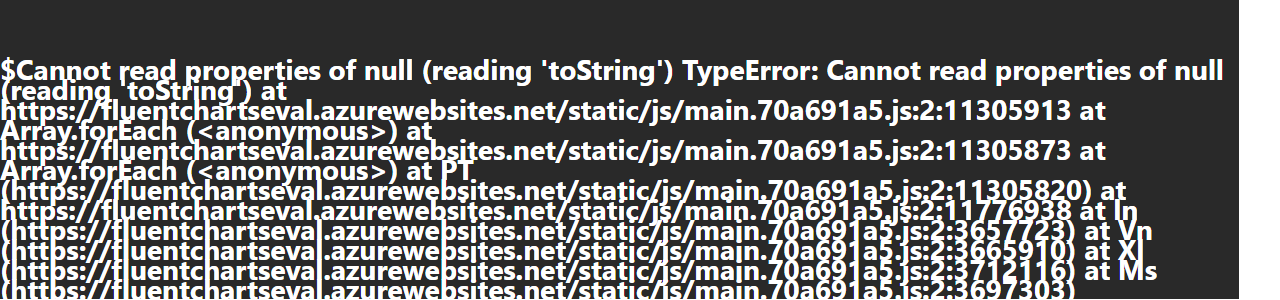 $Cannot read properties of null (reading 'toString') TypeError: Cannot read properties of null
(reading 'toString') at
https://fluentchartseval.azurewebsites.net/static/js/main.70a691a5.js:2:11305913 at
Array.forEach (<anonymous>) at
https://fluentchartseval.azurewebsites.net/static/js/main.70a691a5.js:2:11305873 at
Array.forEach (<anonymous>) at PT
(https://fluentchartseval.azurewebsites.net/static/js/main.70a691a5.js:2:11305820) at
https://fluentchartseval.azurewebsites.net/static/js/main.70a691a5.js:2:11776938 at
(https://fluentchartseval.azurewebsites.net/static/js/main.70a691a5.js:2:3657723) at Vn
(https://fluentchartseval.azurewebsites.net/static/js/main.70a691a5.js:2:3665910) at
(https://fluentchartseval.azurewebsites.net/static/js/main.70a691a5.js:2:3712116) at Ms
(https://fluentchartseval.azurewebsites.net/static/js/main.70a691a5.js:2:3697303)